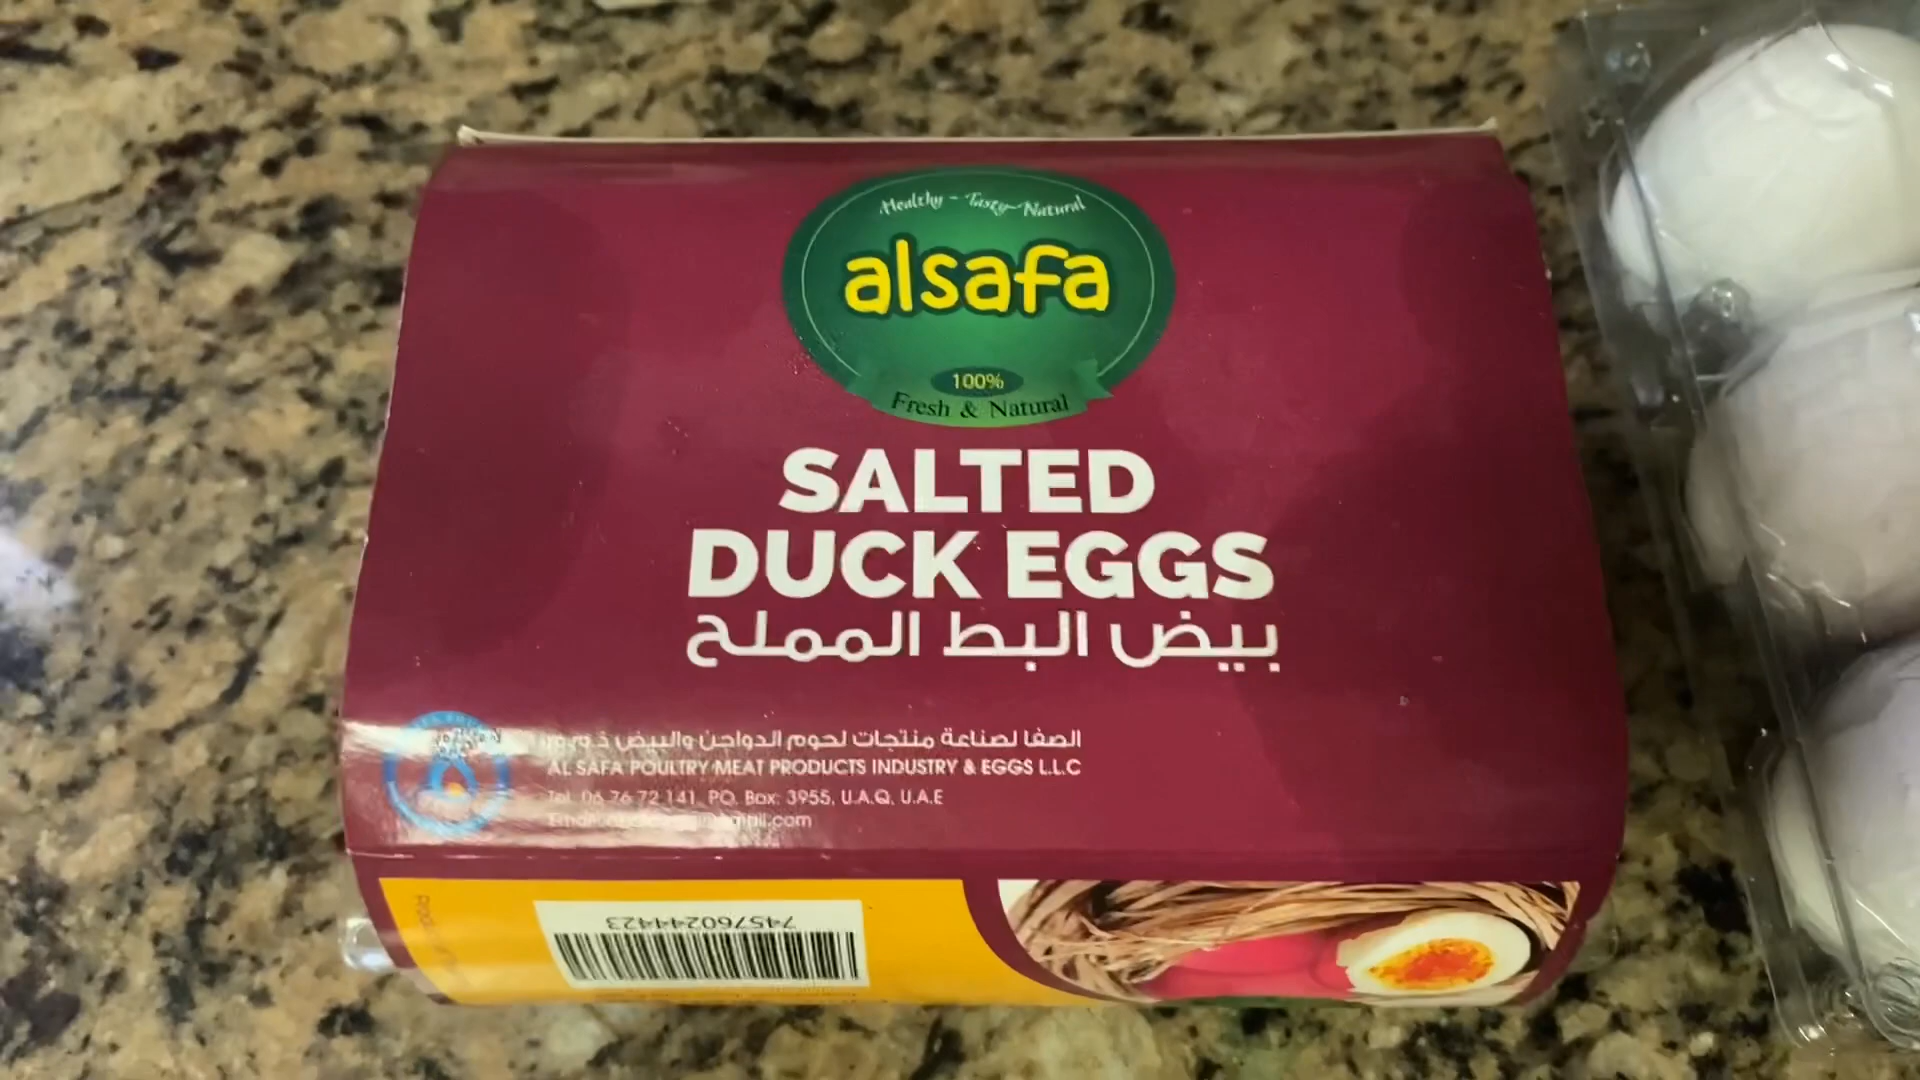 Healthy - Tasty - Natural
alsafa
100%
Fresh & Natural
SALTED
DUCK EGGS
بيض البط المملح
الصفا لصناعة منتجات لحوم الدواجن والبيض ذ.م.م
AL SAFA POULTRY MEAT PRODUCTS INDUSTRY & EGGS L.L.C
Tel: 06 76 72 141, P.O. Box: 3955, U.A.Q, U.A.E
745760244423